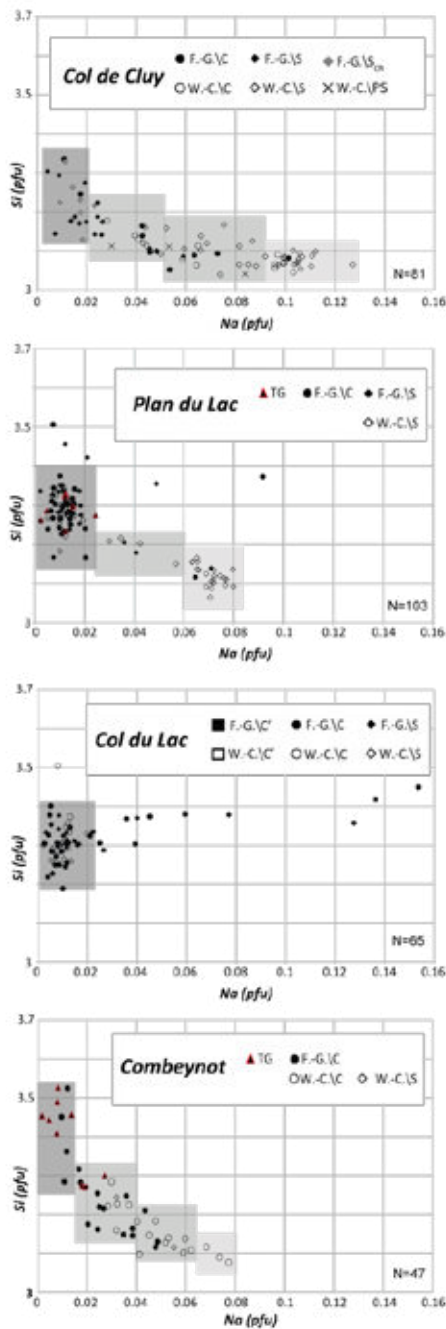 3.7
Col de Cluy
F.-G.\C F.-G.\S F.-G.\S
W.-C.\C W.-C.\S W.-C.\PS
3.5
Si (pfu)
3
N=81
0 0.02 0.04 0.06 0.08 0.1 0.12 0.14 0.16
Na (pfu)
3.7
Plan du Lac
TG F.-G.\C F.-G.\S
W.-C.\S
3.5
Si (pfu)
3
N=103
0 0.02 0.04 0.06 0.08 0.1 0.12 0.14 0.16
Na (pfu)
3.7
Col du Lac
F.-G.\C' F.-G.\C F.-G.\S
W.-C.\C' W.-C.\C W.-C.\S
3.5
Si (pfu)
3
N=65
0 0.02 0.04 0.06 0.08 0.1 0.12 0.14 0.16
Na (pfu)
3.7
Combeynot
TG F.-G.\C
W.-C.\C W.-C.\S
3.5
Si (pfu)
3
N=47
0 0.02 0.04 0.06 0.08 0.1 0.12 0.14 0.16
Na (pfu)